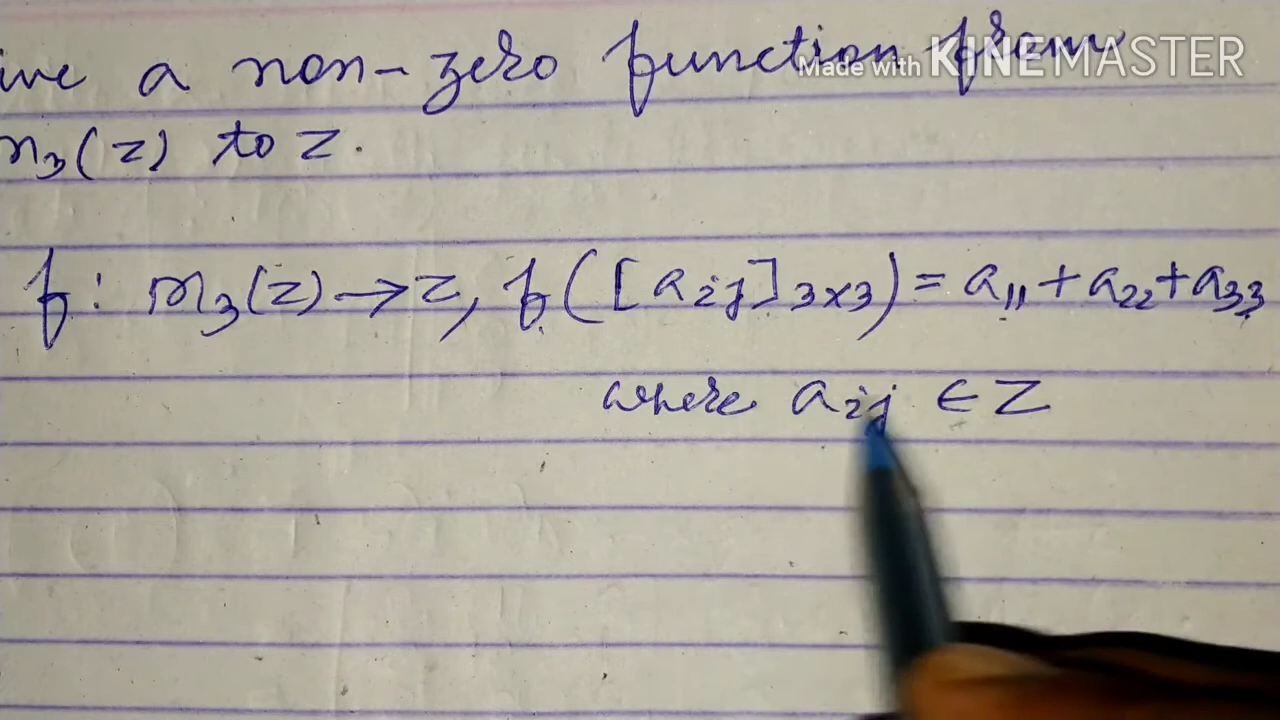 ive a non-zero function from
Made with KINEMASTER
m₃(z) to z.
f: m₃(z) → z, f([aij]₃ₓ₃) = a₁₁ + a₂₂ + a₃₃
where aij ∈ Z